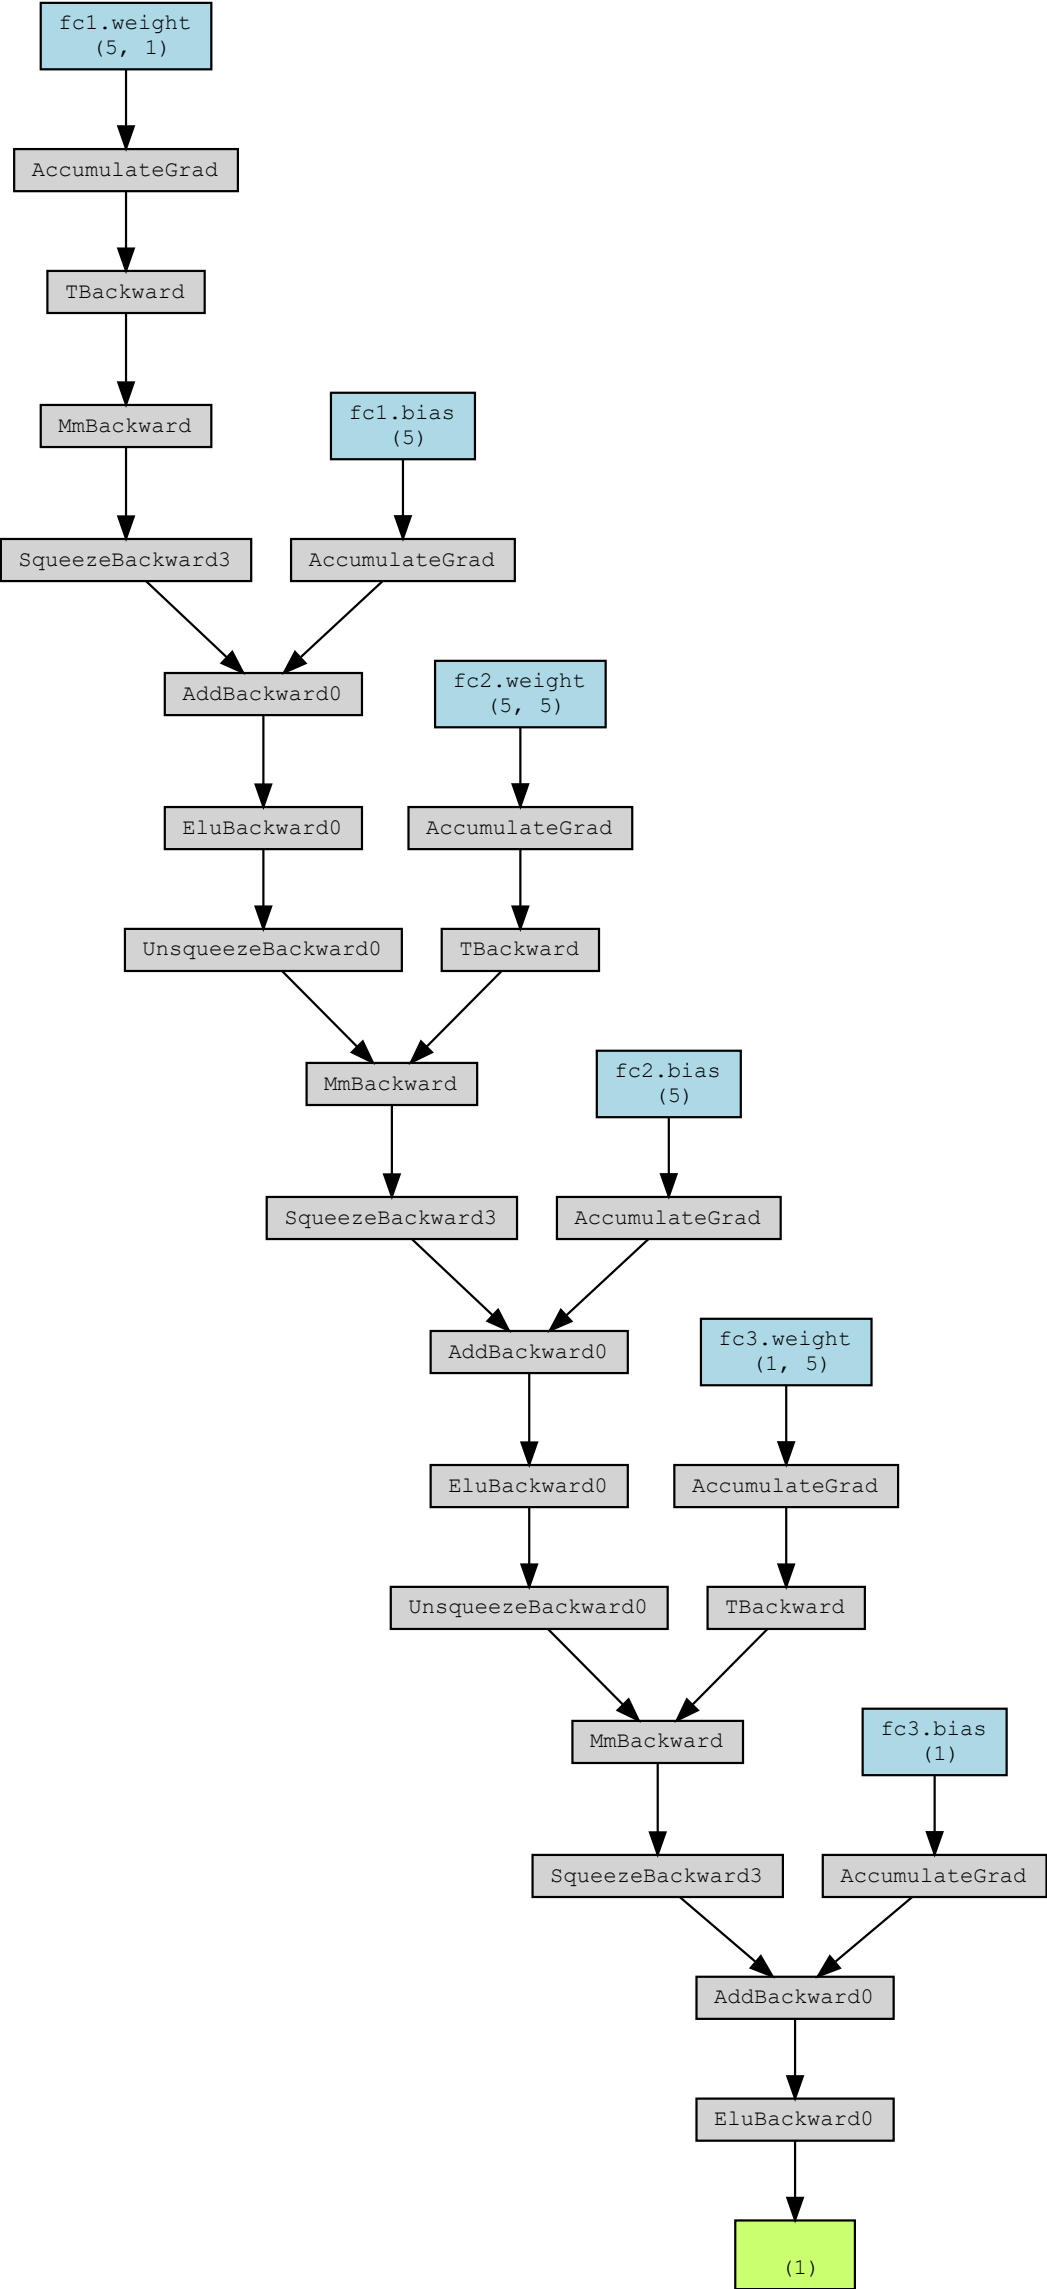 fc1.weight
(5, 1)
AccumulateGrad
TBackward
MmBackward
fc1.bias
(5)
SqueezeBackward3
AccumulateGrad
AddBackward0
fc2.weight
(5, 5)
EluBackward0
AccumulateGrad
UnsqueezeBackward0
TBackward
MmBackward
fc2.bias
(5)
SqueezeBackward3
AccumulateGrad
AddBackward0
fc3.weight
(1, 5)
EluBackward0
AccumulateGrad
UnsqueezeBackward0
TBackward
MmBackward
fc3.bias
(1)
SqueezeBackward3
AccumulateGrad
AddBackward0
EluBackward0
(1)